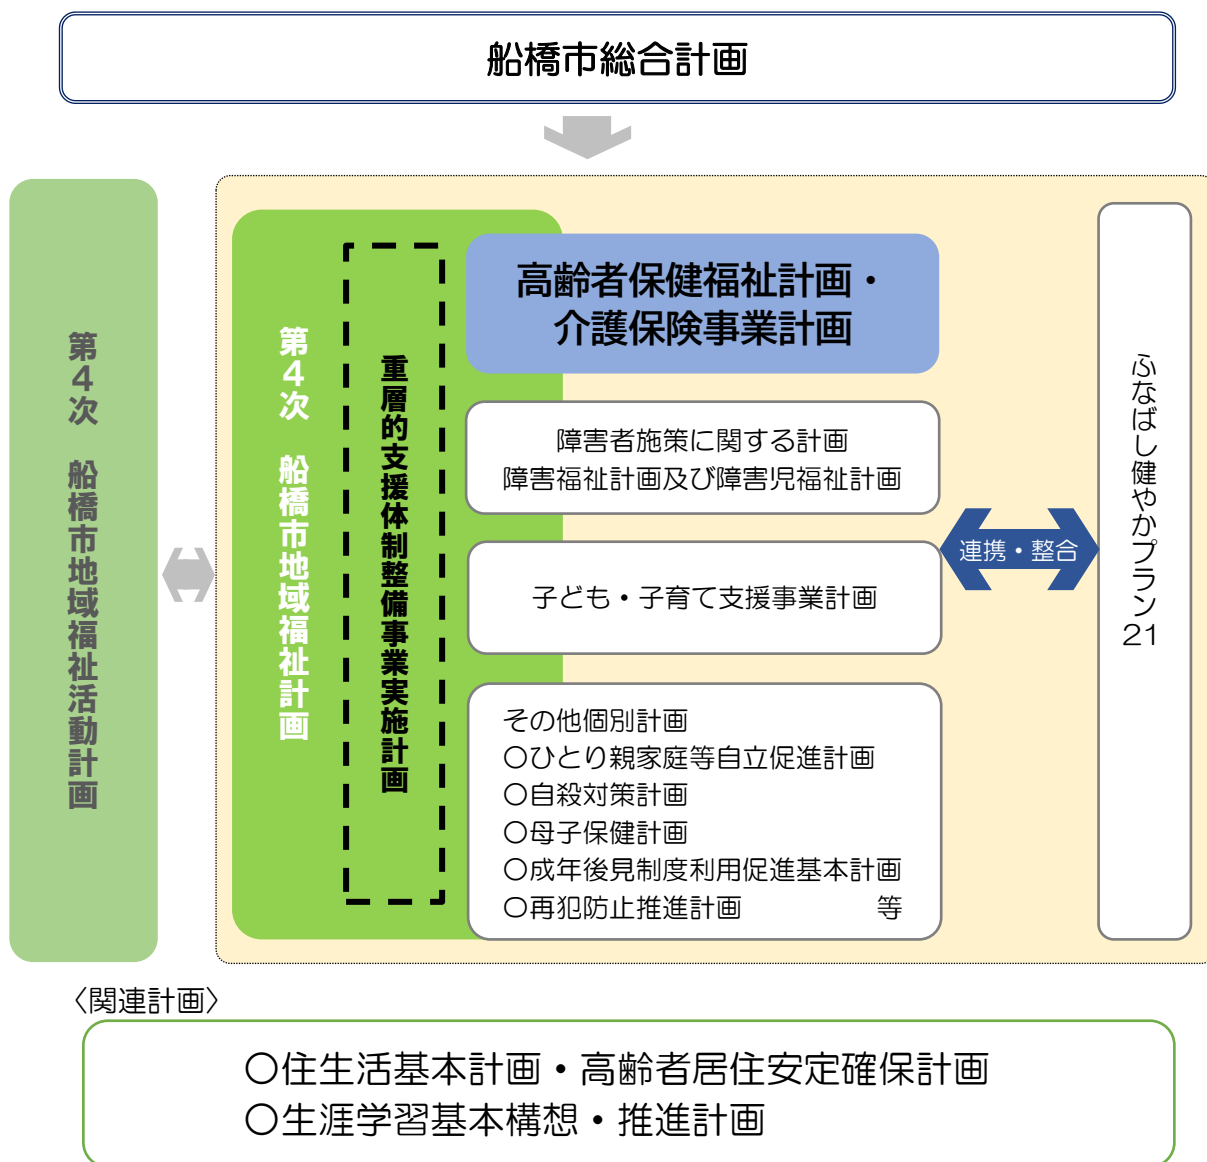 船橋市総合計画
第４次　船橋市地域福祉活動計画
第４次　船橋市地域福祉計画
重層的支援体制整備事業実施計画
高齢者保健福祉計画・
介護保険事業計画
障害者施策に関する計画
障害福祉計画及び障害児福祉計画
子ども・子育て支援事業計画
その他個別計画
〇ひとり親家庭等自立促進計画
〇自殺対策計画
〇母子保健計画
〇成年後見制度利用促進基本計画
〇再犯防止推進計画　　　　等
連携・整合
ふなばし健やかプラン21
〈関連計画〉
〇住生活基本計画・高齢者居住安定確保計画
〇生涯学習基本構想・推進計画